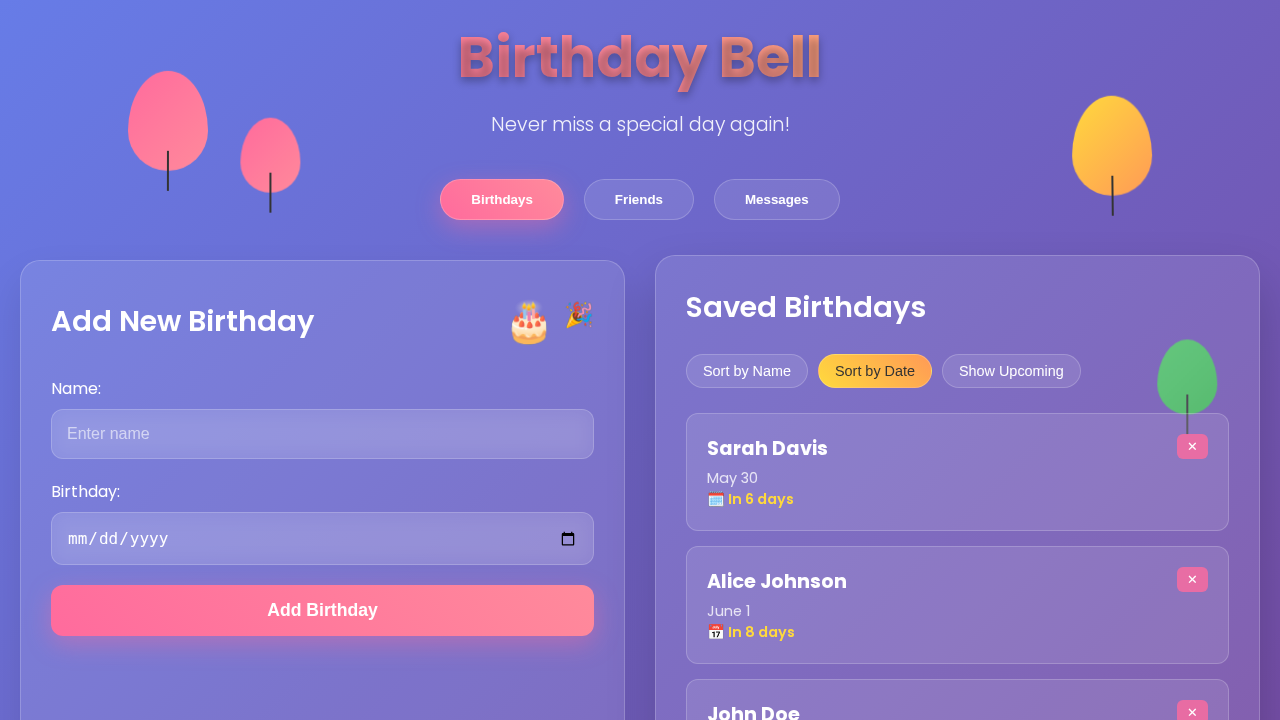 Birthday Bell
Never miss a special day again!
Birthdays
Friends
Messages
Add New Birthday
Name:
Enter name
Birthday:
mm/dd/yyyy
Add Birthday
Saved Birthdays
Sort by Name
Sort by Date
Show Upcoming
Sarah Davis
×
May 30
In 6 days
Alice Johnson
×
June 1
In 8 days
John Doe
×